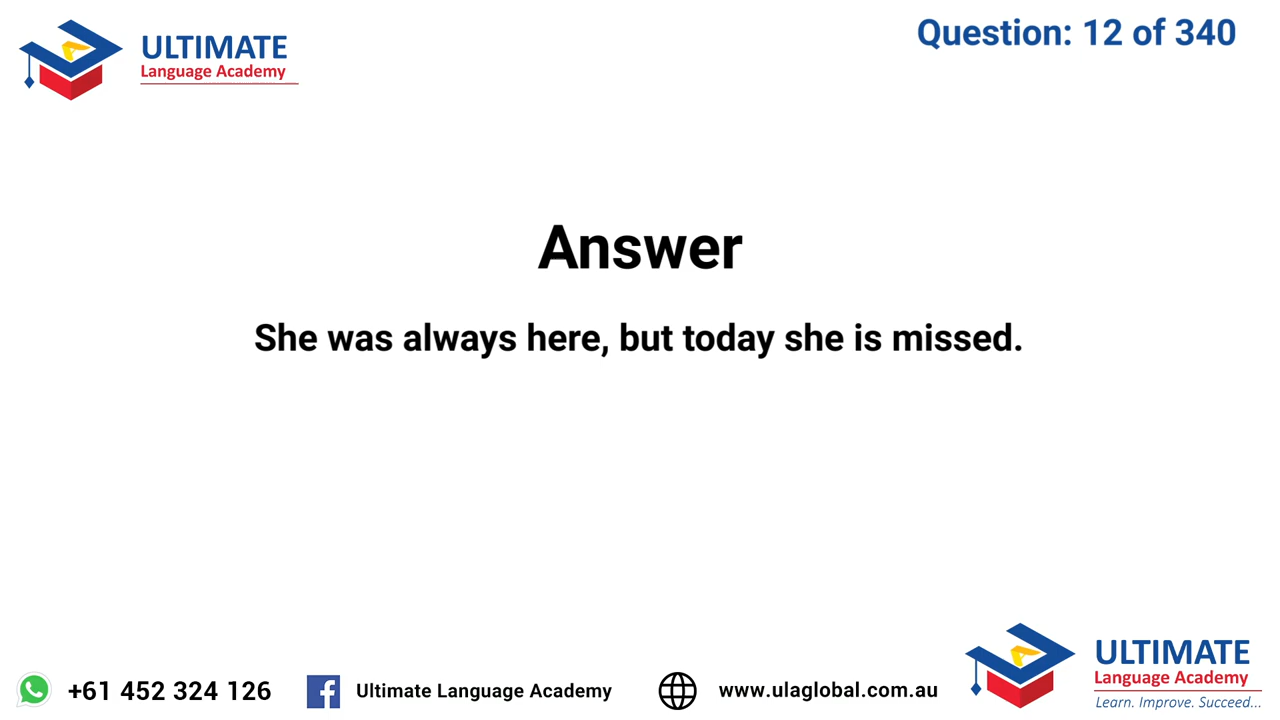 ULTIMATE
Language Academy
Question: 12 of 340
Answer
She was always here, but today she is missed.
+61 452 324 126
Ultimate Language Academy
www.ulaglobal.com.au
ULTIMATE
Language Academy
Learn. Improve. Succeed...